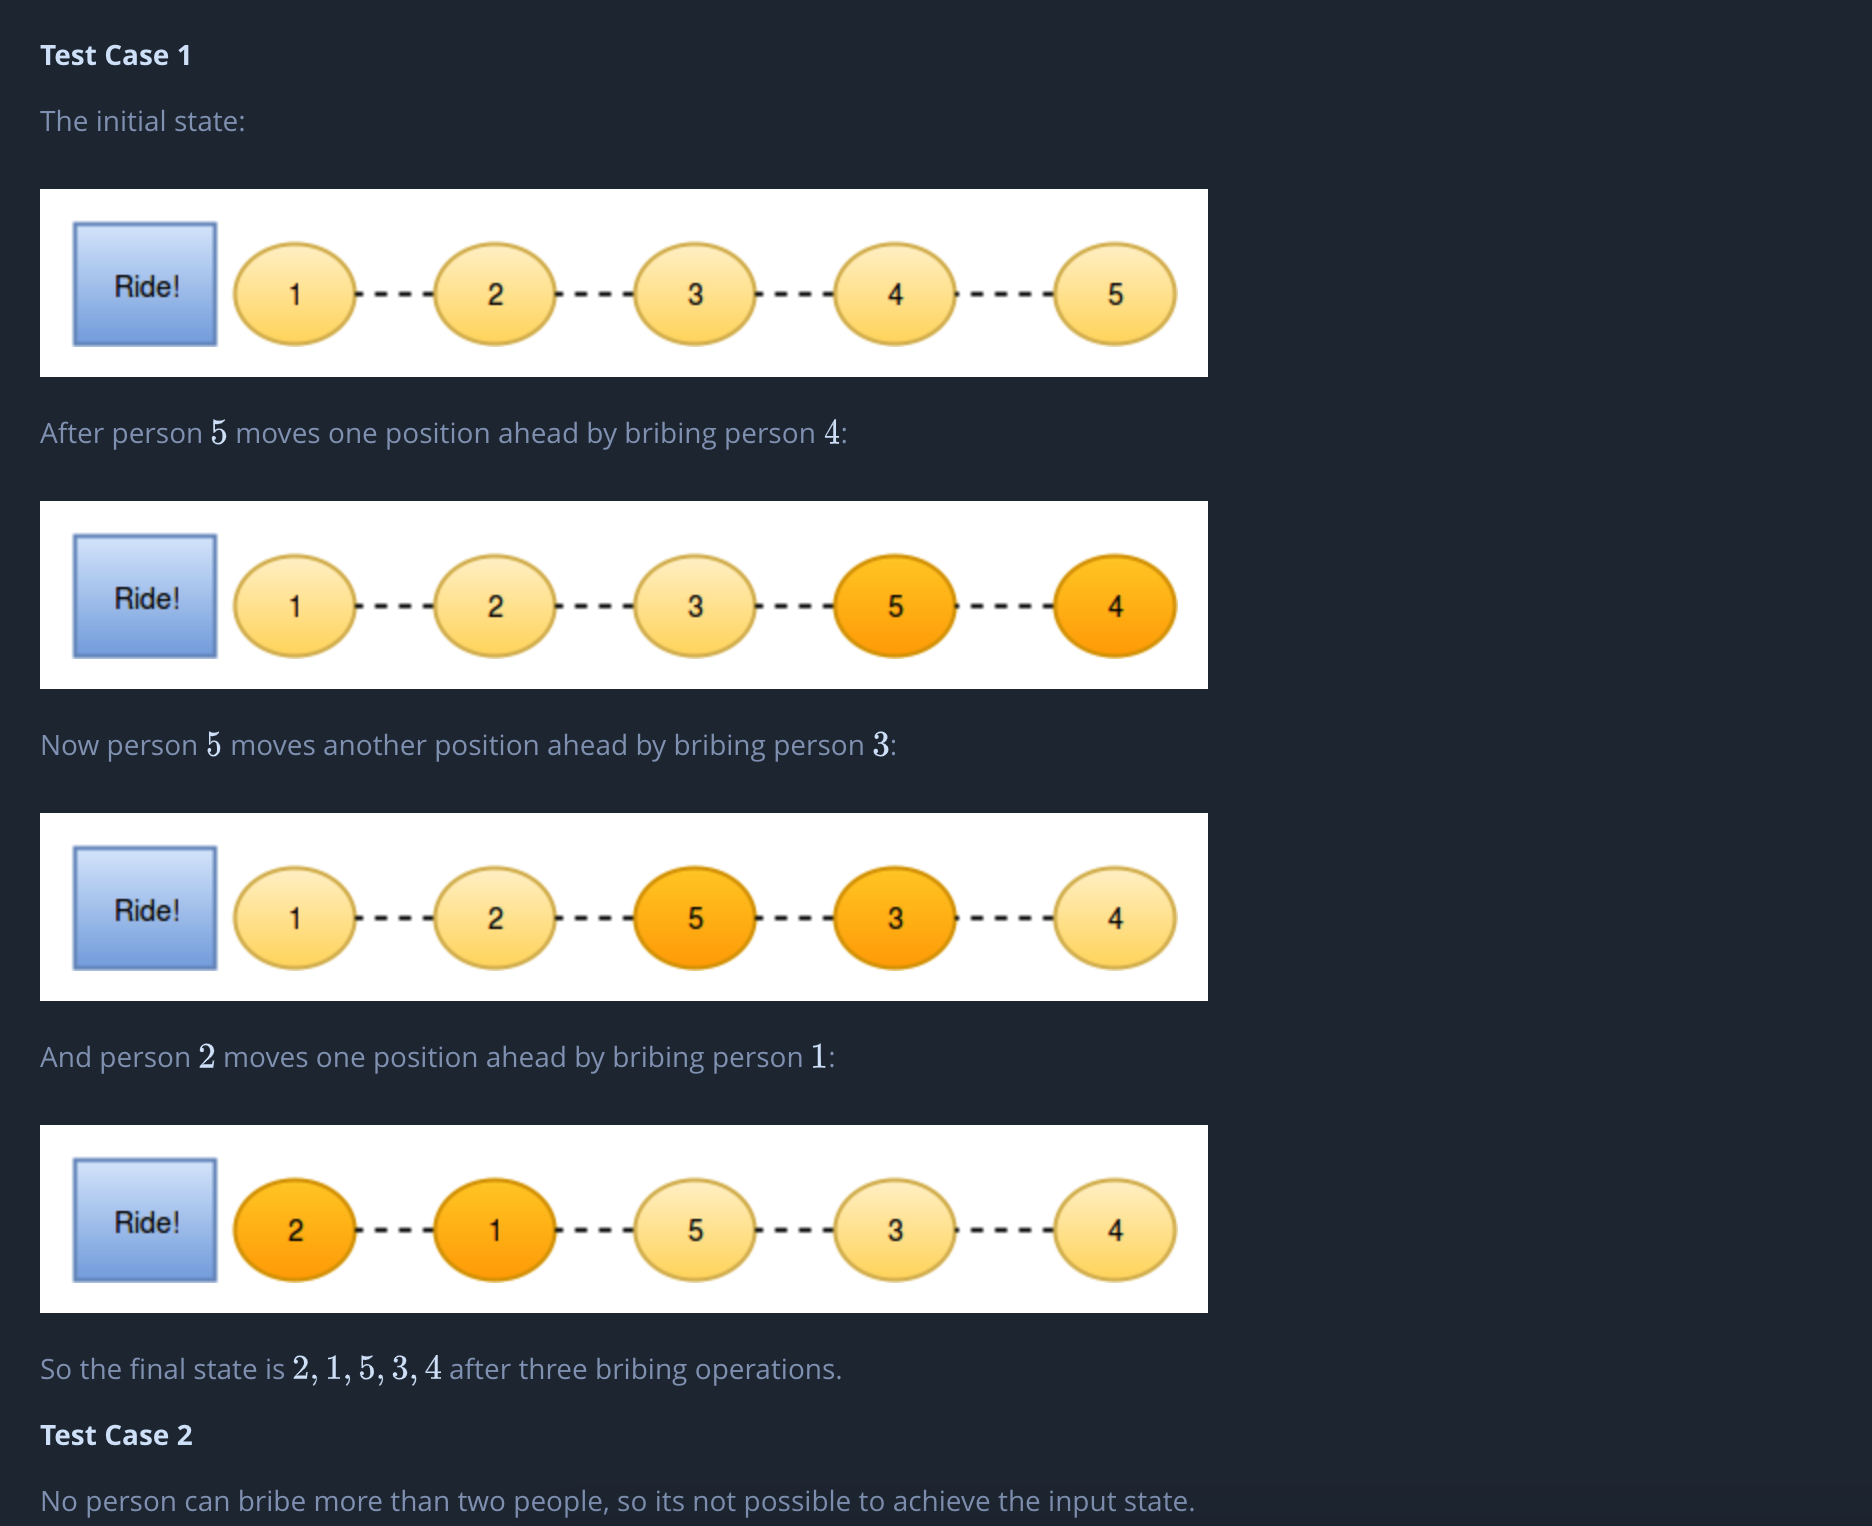 Test Case 1
The initial state:
Ride! 1 2 3 4 5
After person 5 moves one position ahead by bribing person 4:
Ride! 1 2 3 5 4
Now person 5 moves another position ahead by bribing person 3:
Ride! 1 2 5 3 4
And person 2 moves one position ahead by bribing person 1:
Ride! 2 1 5 3 4
So the final state is 2, 1, 5, 3, 4 after three bribing operations.
Test Case 2
No person can bribe more than two people, so its not possible to achieve the input state.